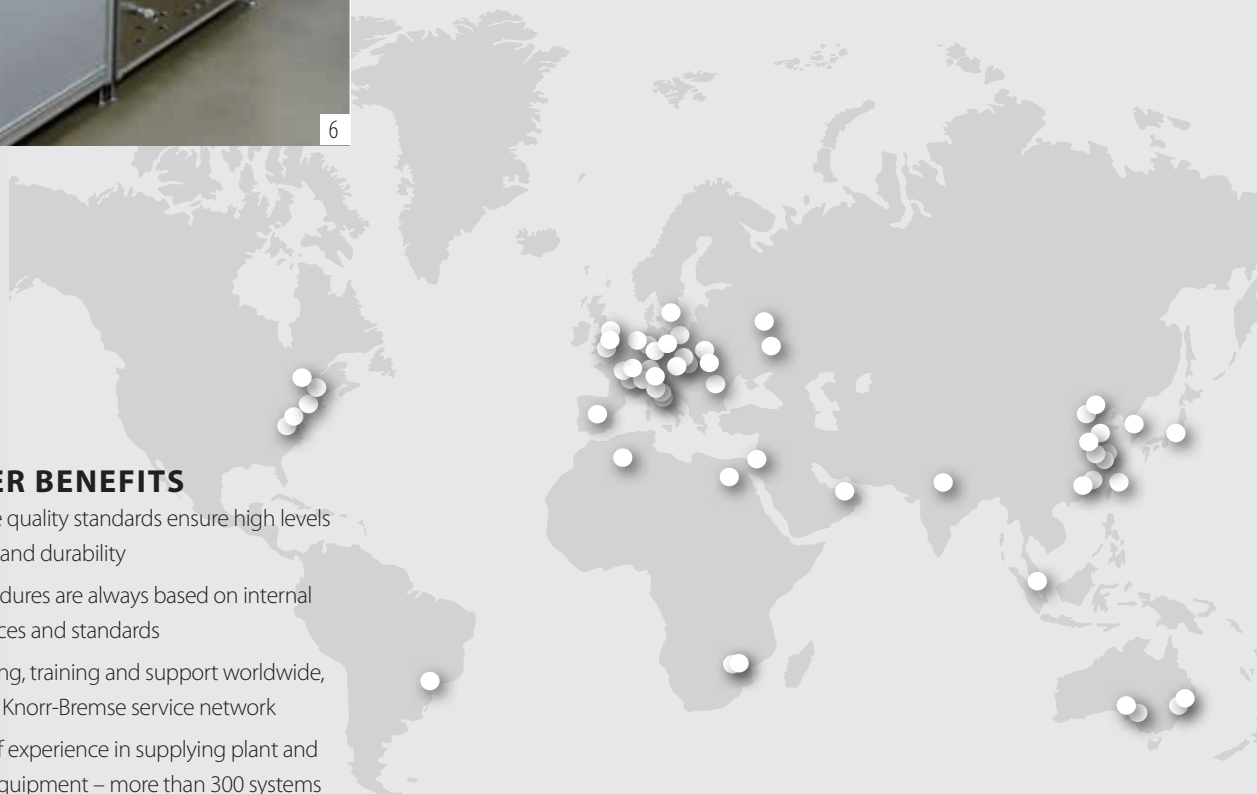 6
ER BENEFITS
e quality standards ensure high levels
and durability
dures are always based on internal
ces and standards
ng, training and support worldwide,
Knorr-Bremse service network
f experience in supplying plant and
quipment – more than 300 systems